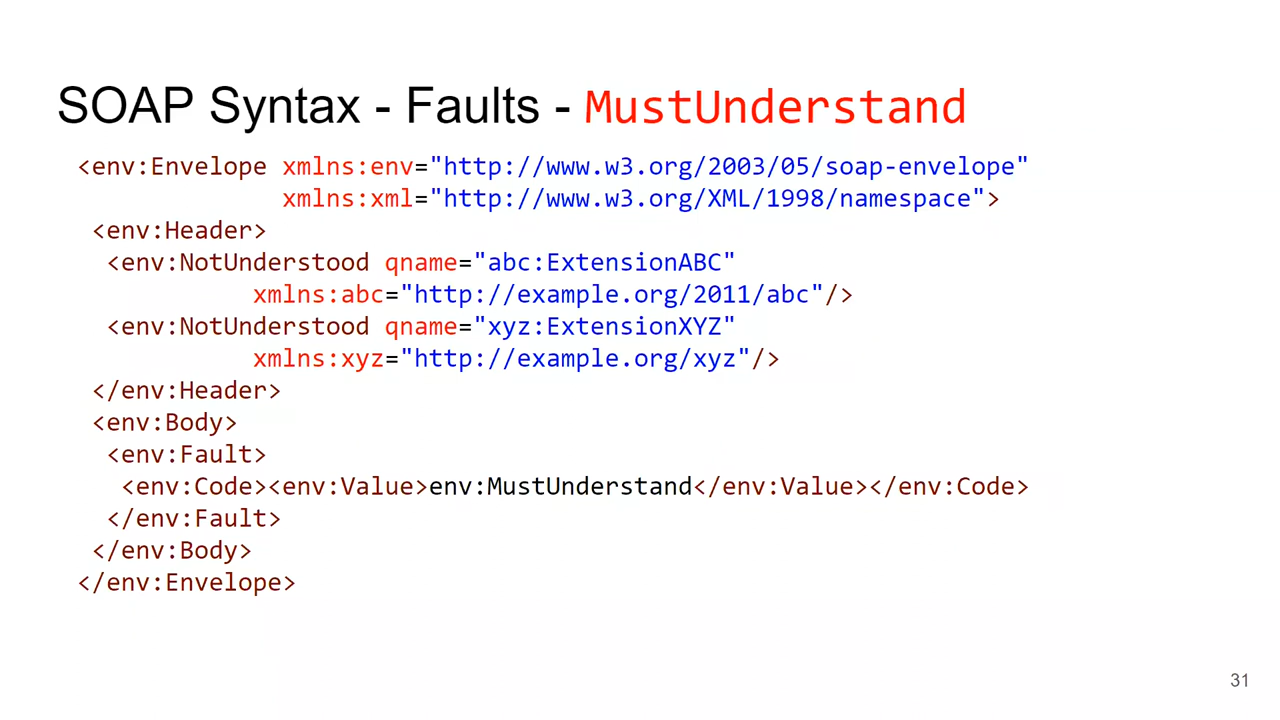 SOAP Syntax - Faults - MustUnderstand
<env:Envelope xmlns:env="http://www.w3.org/2003/05/soap-envelope"
xmlns:xml="http://www.w3.org/XML/1998/namespace">
<env:Header>
<env:NotUnderstood qname="abc:ExtensionABC"
xmlns:abc="http://example.org/2011/abc"/>
<env:NotUnderstood qname="xyz:ExtensionXYZ"
xmlns:xyz="http://example.org/xyz"/>
</env:Header>
<env:Body>
<env:Fault>
<env:Code><env:Value>env:MustUnderstand</env:Value></env:Code>
</env:Fault>
</env:Body>
</env:Envelope>
31